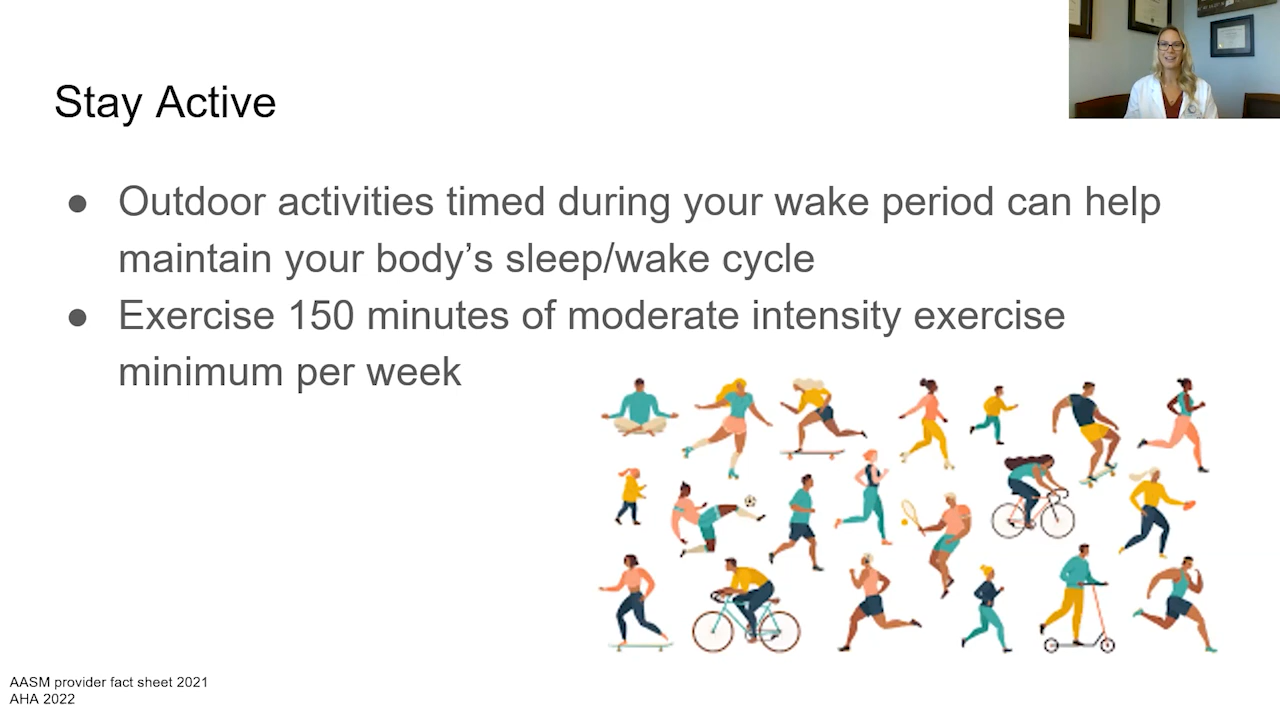 Stay Active
● Outdoor activities timed during your wake period can help
maintain your body’s sleep/wake cycle
● Exercise 150 minutes of moderate intensity exercise
minimum per week
AASM provider fact sheet 2021
AHA 2022